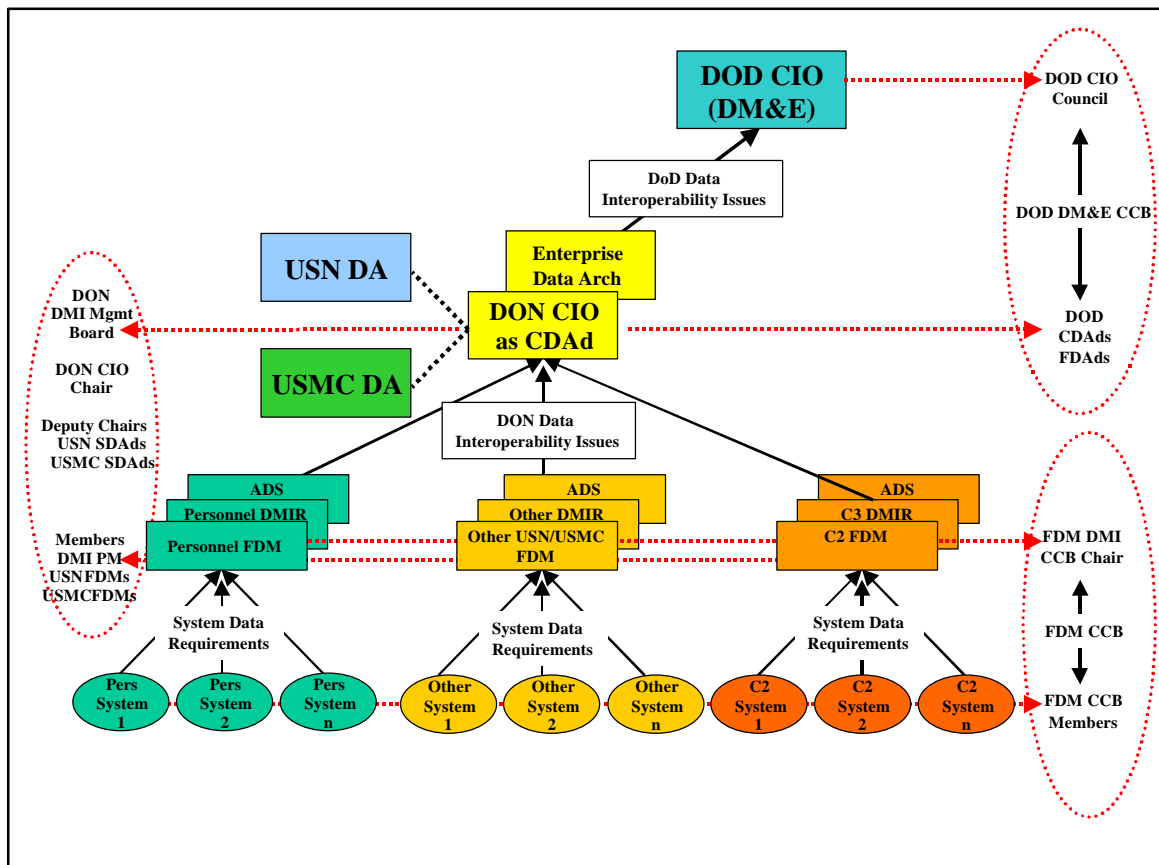 DOD CIO
(DM&E)
DOD CIO
Council
DoD Data
Interoperability Issues
DOD DM&E CCB
USN DA
Enterprise
Data Arch
DON
DMI Mgmt
Board
DON CIO
as CDAd
DOD
CDAds
FDAds
USMC DA
DON CIO
Chair
DON Data
Interoperability Issues
Deputy Chairs
USN SDAds
USMC SDAds
ADS
Personnel DMIR
Personnel FDM
ADS
Other DMIR
Other USN/USMC
FDM
ADS
C3 DMIR
C2 FDM
Members
DMI PM
USNFDMs
USMCFDMs
FDM DMI
CCB Chair
System Data
Requirements
System Data
Requirements
System Data
Requirements
FDM CCB
Pers
System
1
Pers
System
2
Pers
System
n
Other
System
1
Other
System
2
Other
System
n
C2
System
1
C2
System
2
C2
System
n
FDM CCB
Members